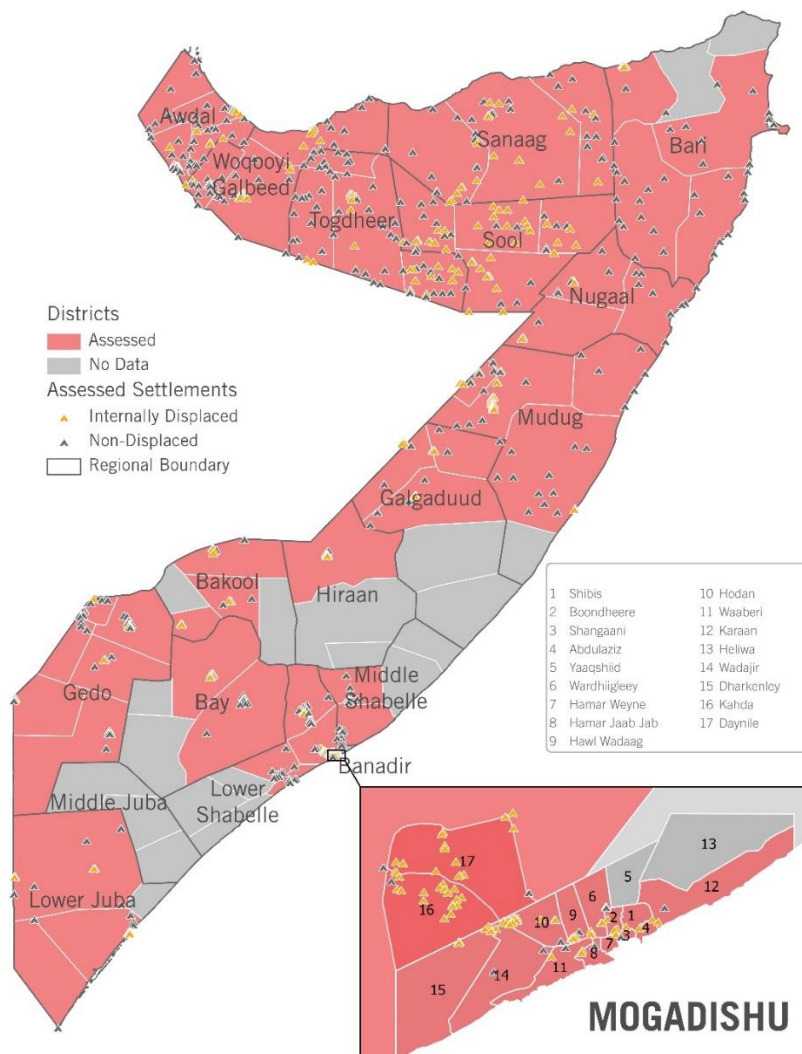 Awdal
Woqooyi
Galbeed
Togdheer
Sanaag
Sool
Bari
Nugaal
Mudug
Galgaduud
Districts
Assessed
No Data
Assessed Settlements
Internally Displaced
Non-Displaced
Regional Boundary
Bakool
Hiraan
Gedo
Bay
Middle
Shabelle
Banadir
Lower
Shabelle
Middle Juba
Lower Juba
1 Shibis
2 Boondheere
3 Shangaani
4 Abdulaziz
5 Yaaqshiid
6 Wardhiigleey
7 Hamar Weyne
8 Hamar Jaab Jab
9 Hawl Wadaag
10 Hodan
11 Waaberi
12 Karaan
13 Heliwa
14 Wadajir
15 Dharkenley
16 Kahda
17 Daynile
17
16
15
14
10
9
6
5
13
12
2
1
4
3
7
8
11
MOGADISHU